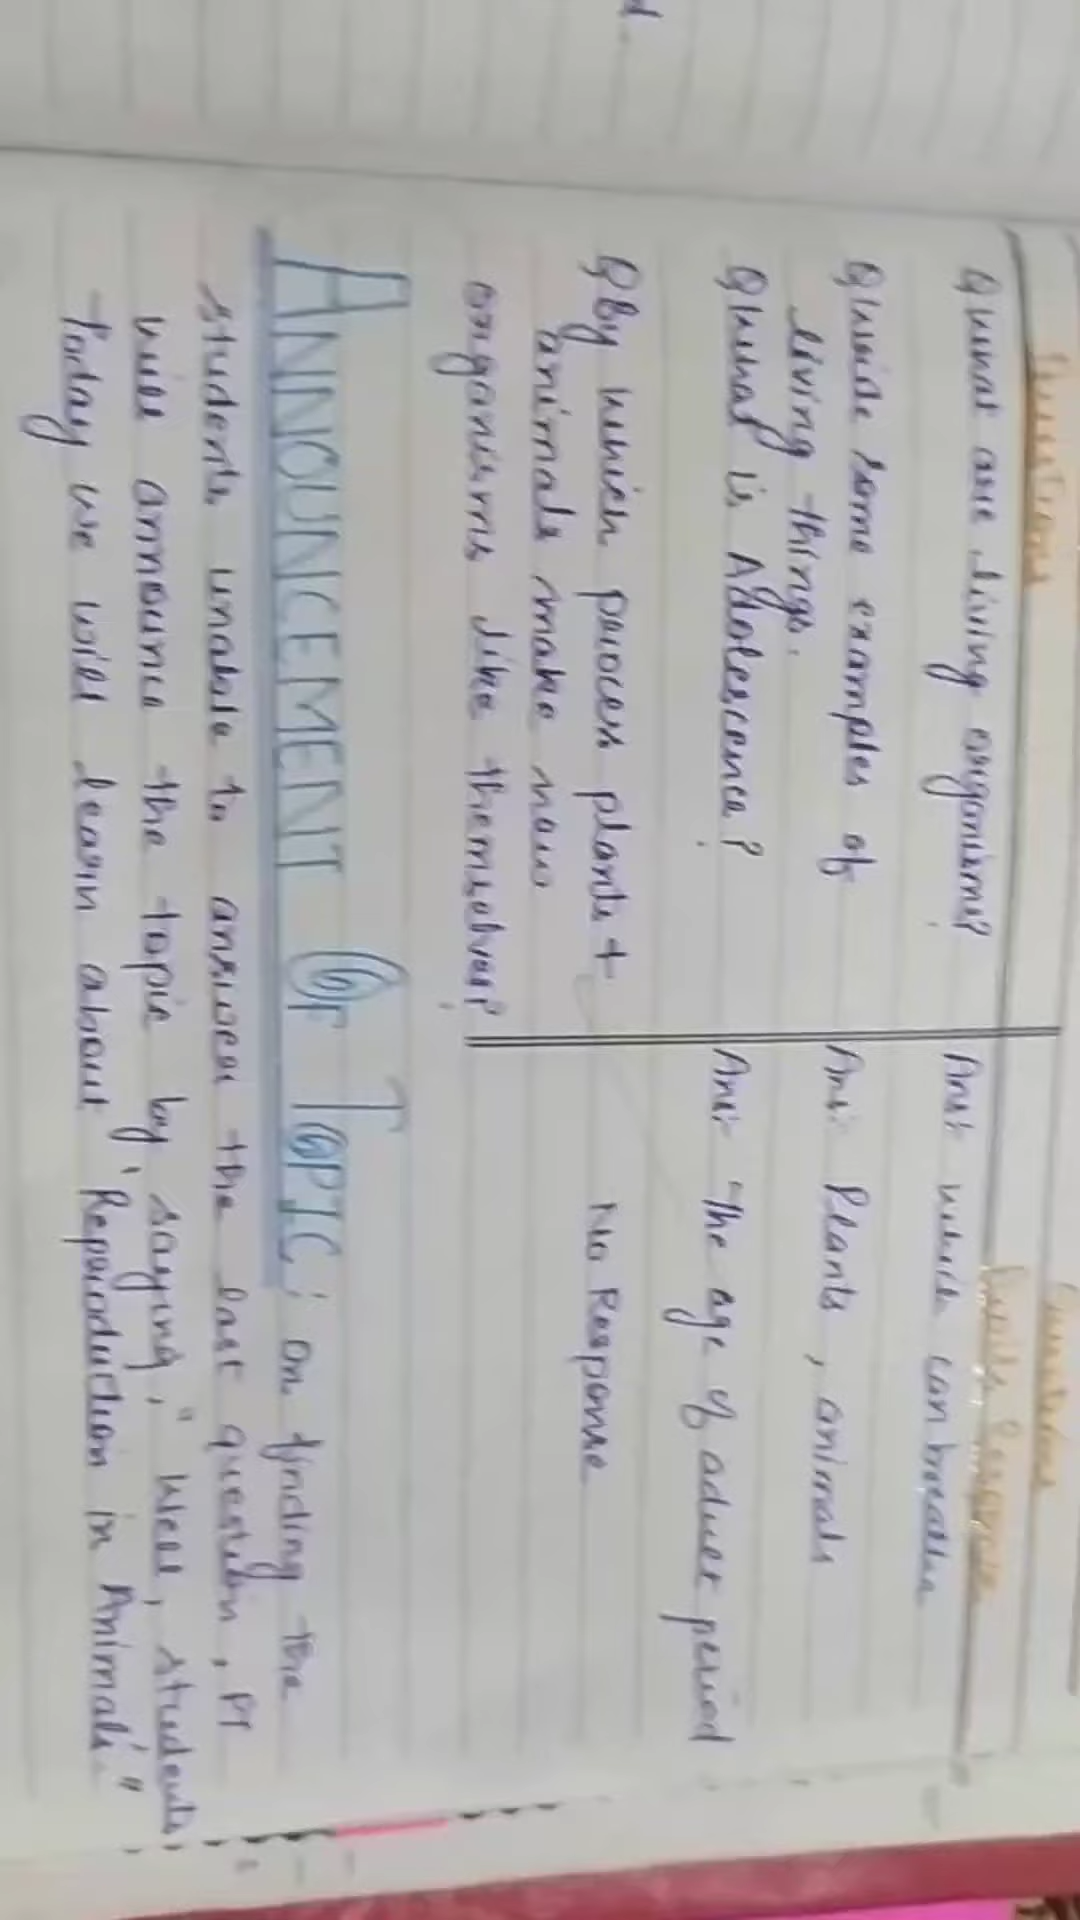 Questions
Pupil's Response
Q What are living organisms? Ans:- which can breathe
Q Write some examples of Ans:- Plants, animals
living things.
Q What is Adolescence? Ans:- The age of adult period
Q By which process plants + No Response
animals make new
organisms like themselves?
ANNOUNCEMENT OF TOPIC: on finding the
students unable to answer the last question, PT
will announce the topic by saying, " Well, students,
Today we will learn about 'Reproduction in Animals'."